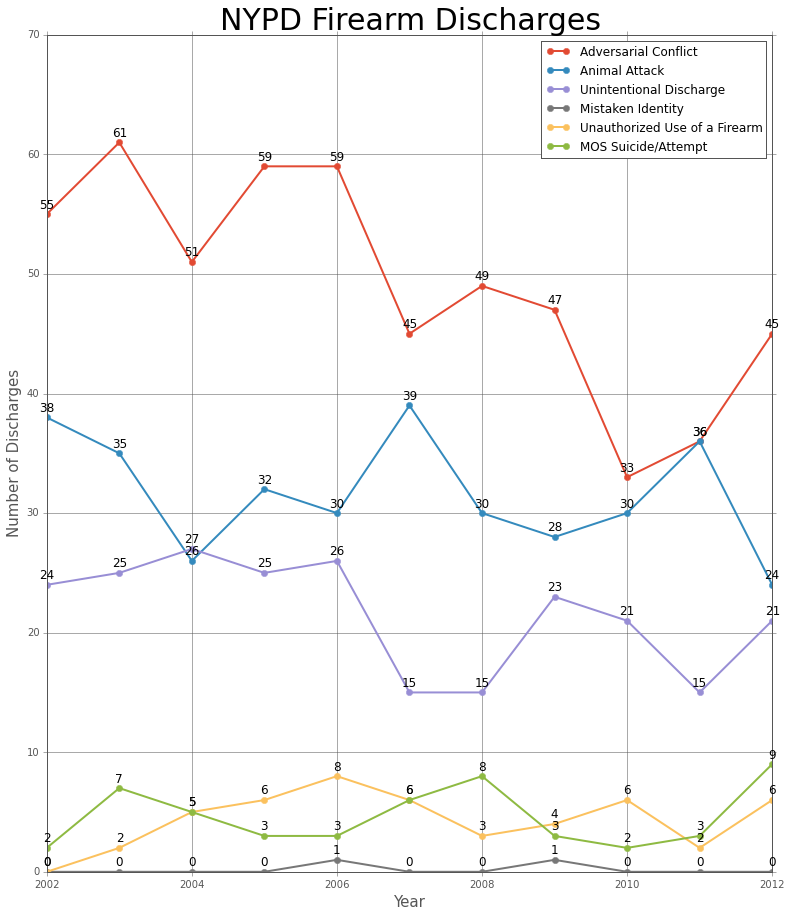 NYPD Firearm Discharges
70
Adversarial Conflict
Animal Attack
Unintentional Discharge
Mistaken Identity
Unauthorized Use of a Firearm
MOS Suicide/Attempt
60
50
40
30
20
10
0
Number of Discharges
55 61 51 59 59 45 49 47 33 36 45
38 35 26 32 30 39 30 28 30 36 24
24 25 27 25 26 15 15 23 21 15 21
0 0 0 0 1 0 0 1 0 0 0
0 2 5 6 8 6 3 4 6 2 6
2 7 5 3 3 6 8 3 2 3 9
2002 2004 2006 2008 2010 2012
Year